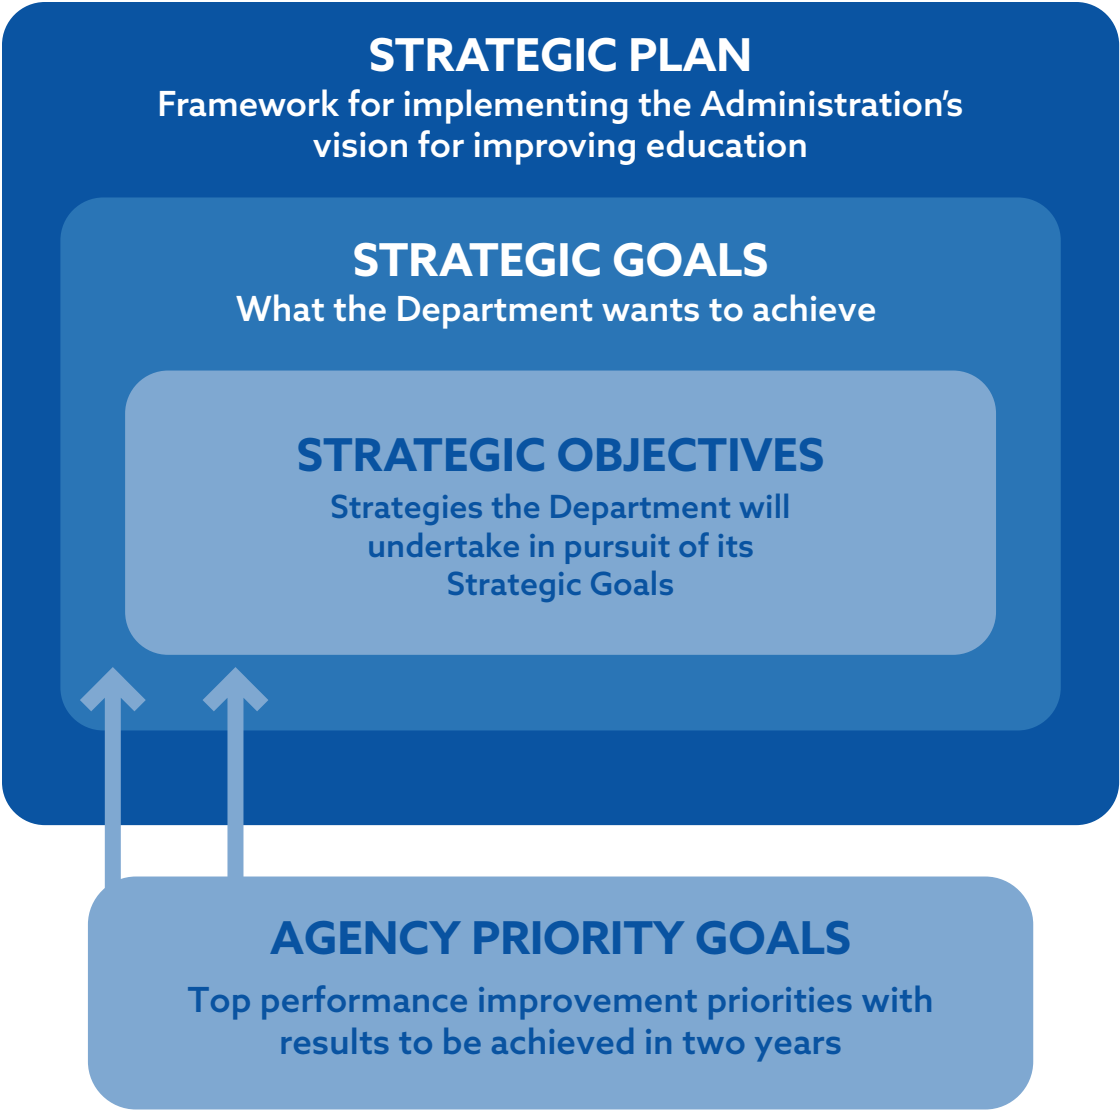 STRATEGIC PLAN
Framework for implementing the Administration’s
vision for improving education
STRATEGIC GOALS
What the Department wants to achieve
STRATEGIC OBJECTIVES
Strategies the Department will
undertake in pursuit of its
Strategic Goals
AGENCY PRIORITY GOALS
Top performance improvement priorities with
results to be achieved in two years